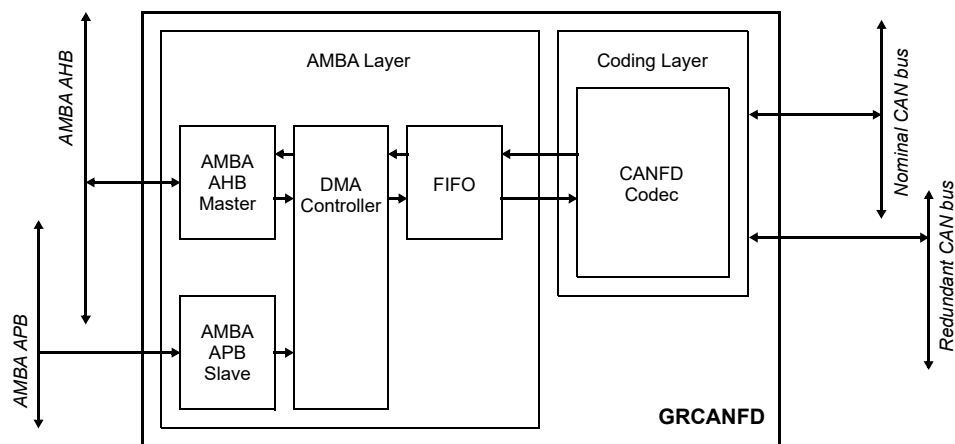 AMBA AHB
AMBA APB
AMBA Layer
AMBA
AHB
Master
DMA
Controller
FIFO
AMBA
APB
Slave
Coding Layer
CANFD
Codec
Nominal CAN bus
Redundant CAN bus
GRCANFD